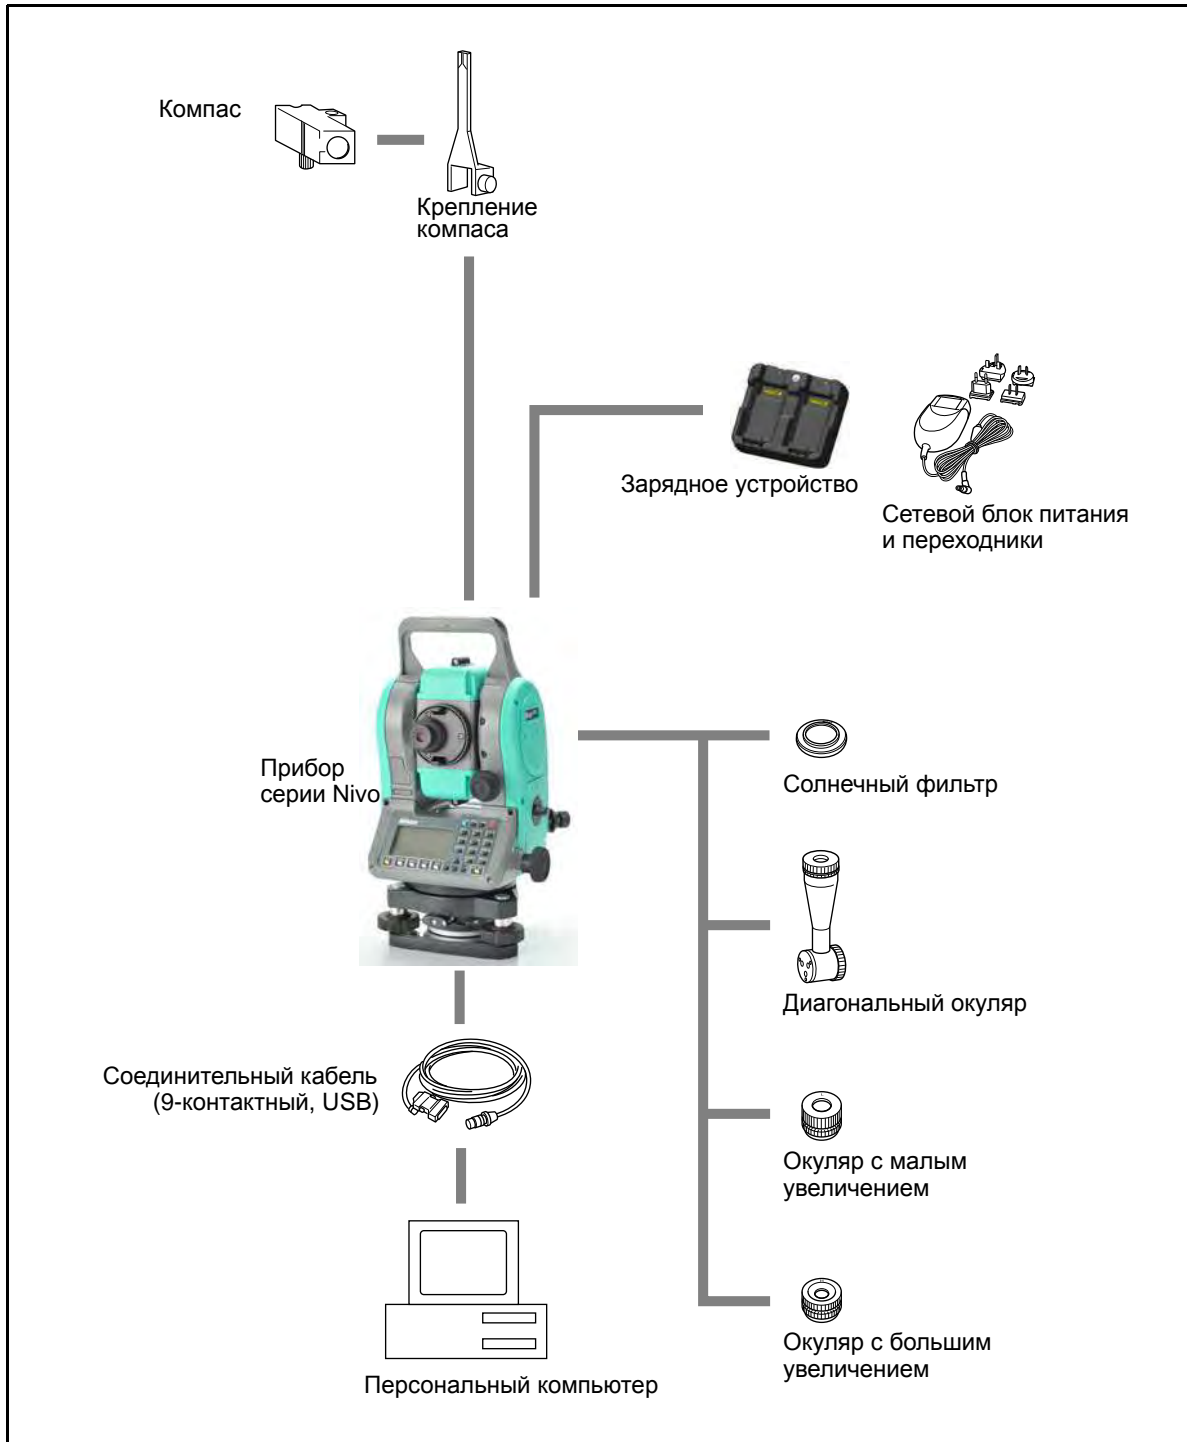 Компас
Крепление
компаса
Зарядное устройство
Сетевой блок питания
и переходники
Прибор
серии Nivo
Солнечный фильтр
Диагональный окуляр
Соединительный кабель
(9-контактный, USB)
Окуляр с малым
увеличением
Окуляр с большим
увеличением
Персональный компьютер